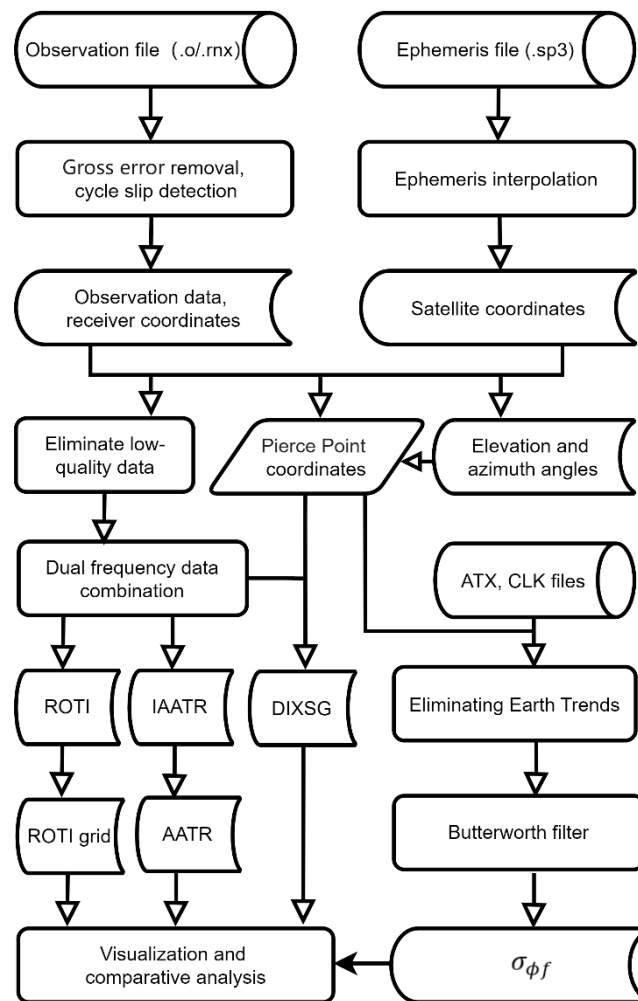 Observation file (.o/.rnx)
Ephemeris file (.sp3)
Gross error removal,
cycle slip detection
Ephemeris interpolation
Observation data,
receiver coordinates
Satellite coordinates
Eliminate low-
quality data
Pierce Point
coordinates
Elevation and
azimuth angles
Dual frequency data
combination
ATX, CLK files
ROTI
IAATR
DIXSG
Eliminating Earth Trends
ROTI grid
AATR
Butterworth filter
Visualization and
comparative analysis
σϕf